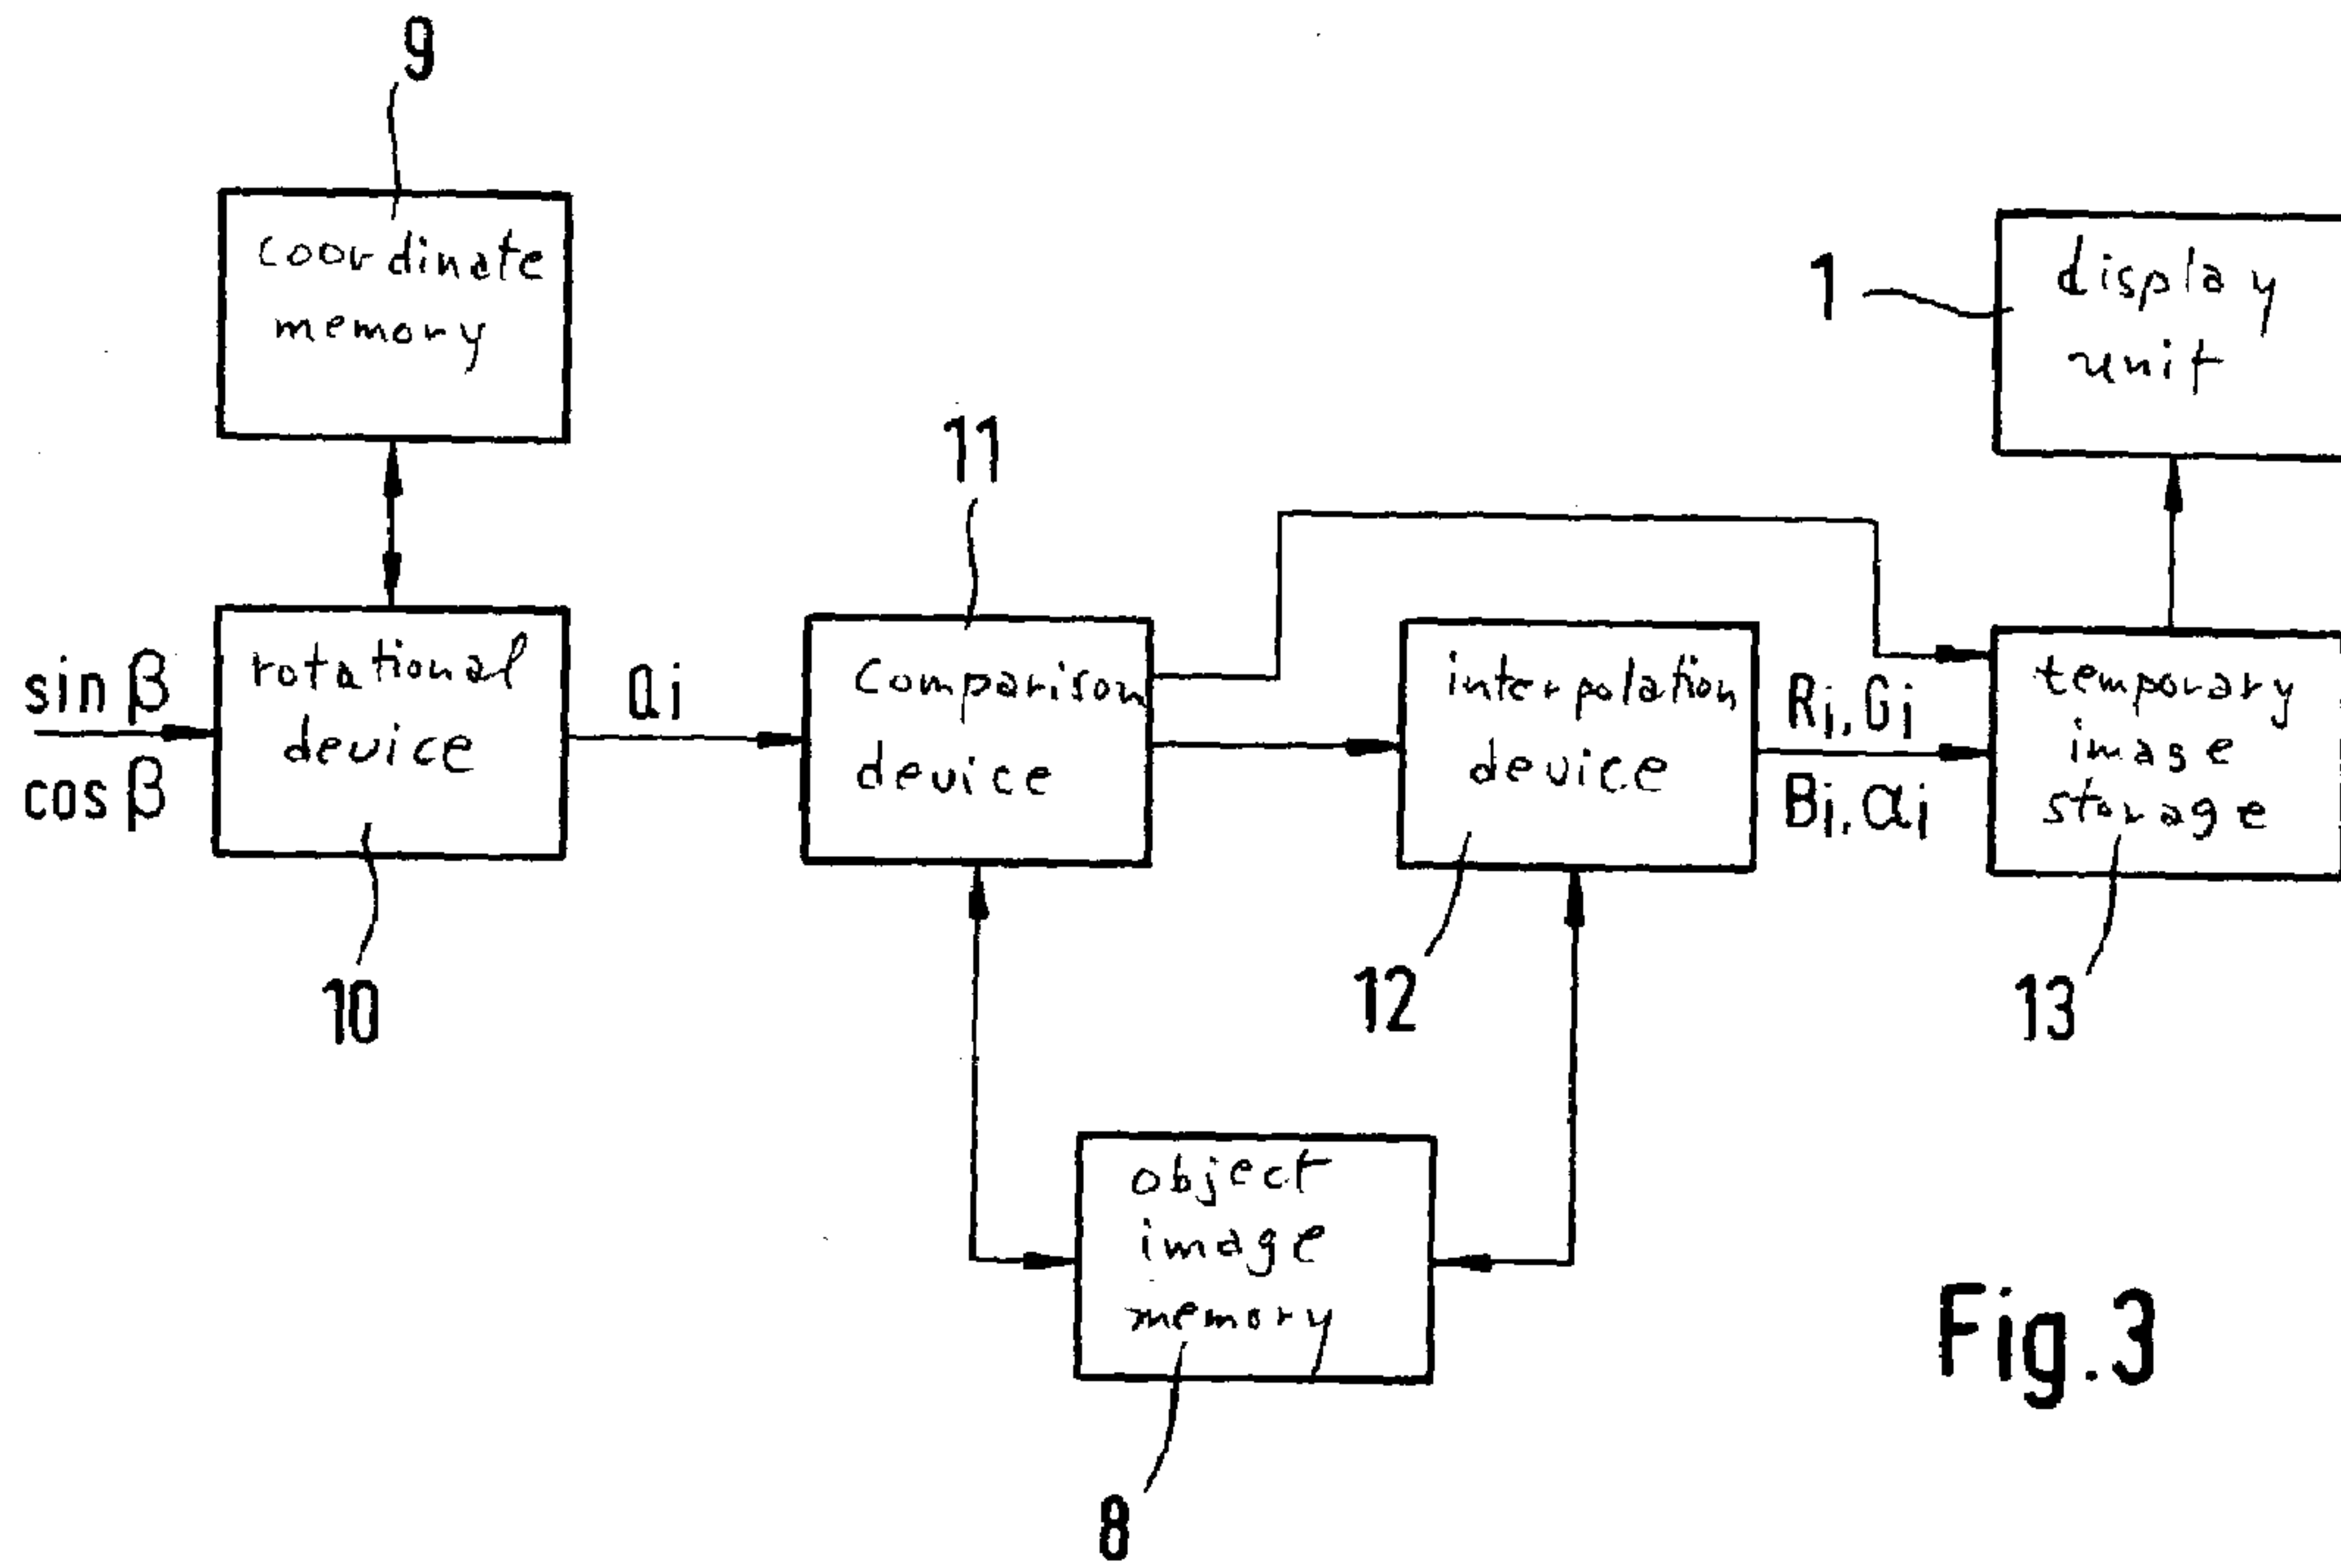 9
coordinate
memory
1
display
unit
11
sin β
cos β
rotational
device
ai
Comparison
device
interpolation
device
Ri, Gi
Bi, αi
temporary
image
storage
10
12
13
object
image
memory
8
Fig.3